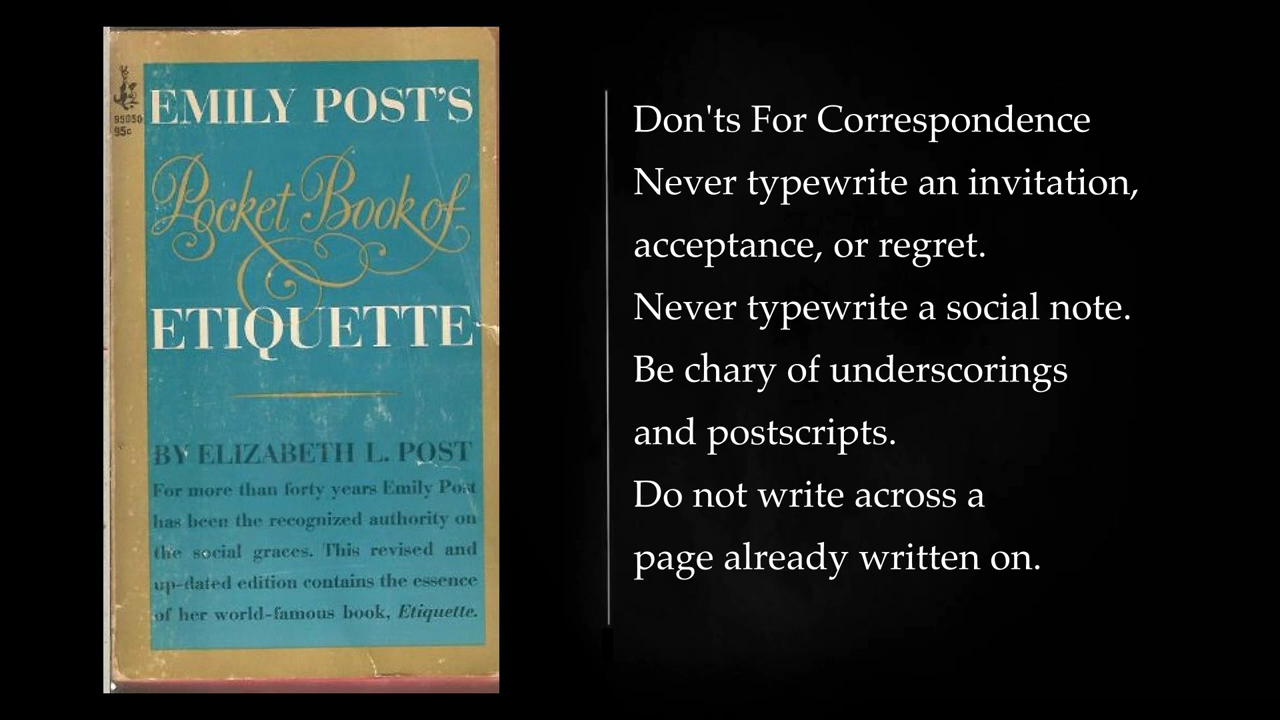 EMILY POST'S
Pocket Book of
ETIQUETTE
BY ELIZABETH L. POST
For more than forty years Emily Post
has been the recognized authority on
the social graces. This revised and
up-dated edition contains the essence
of her world-famous book, Etiquette.
95050
95c
Don'ts For Correspondence
Never typewrite an invitation,
acceptance, or regret.
Never typewrite a social note.
Be chary of underscorings
and postscripts.
Do not write across a
page already written on.